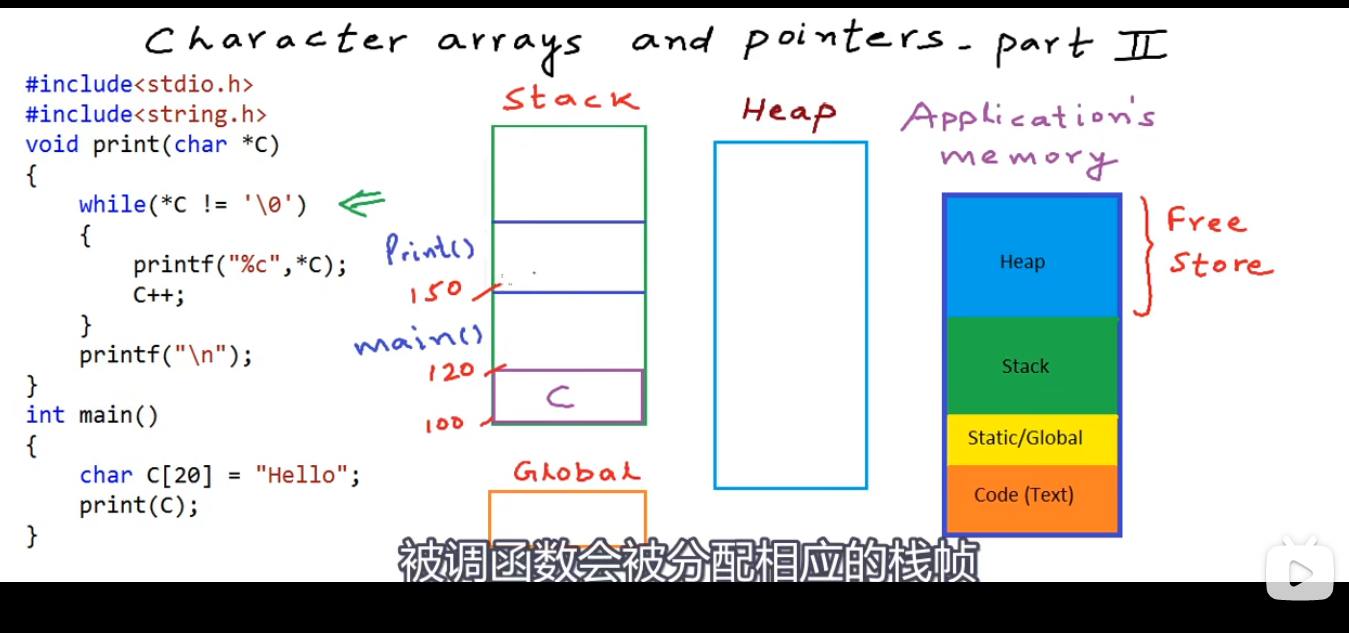 Character arrays and pointers - part II
#include<stdio.h>
#include<string.h>
void print(char *C)
{
    while(*C != '\0')
    {
        printf("%c",*C);
        C++;
    }
    printf("\n");
}
int main()
{
    char C[20] = "Hello";
    print(C);
}
Stack
Print()
150
main()
120
C
100
Global
Heap
Application's
memory
Heap
Stack
Static/Global
Code (Text)
Free
Store
被调函数会被分配相应的栈帧